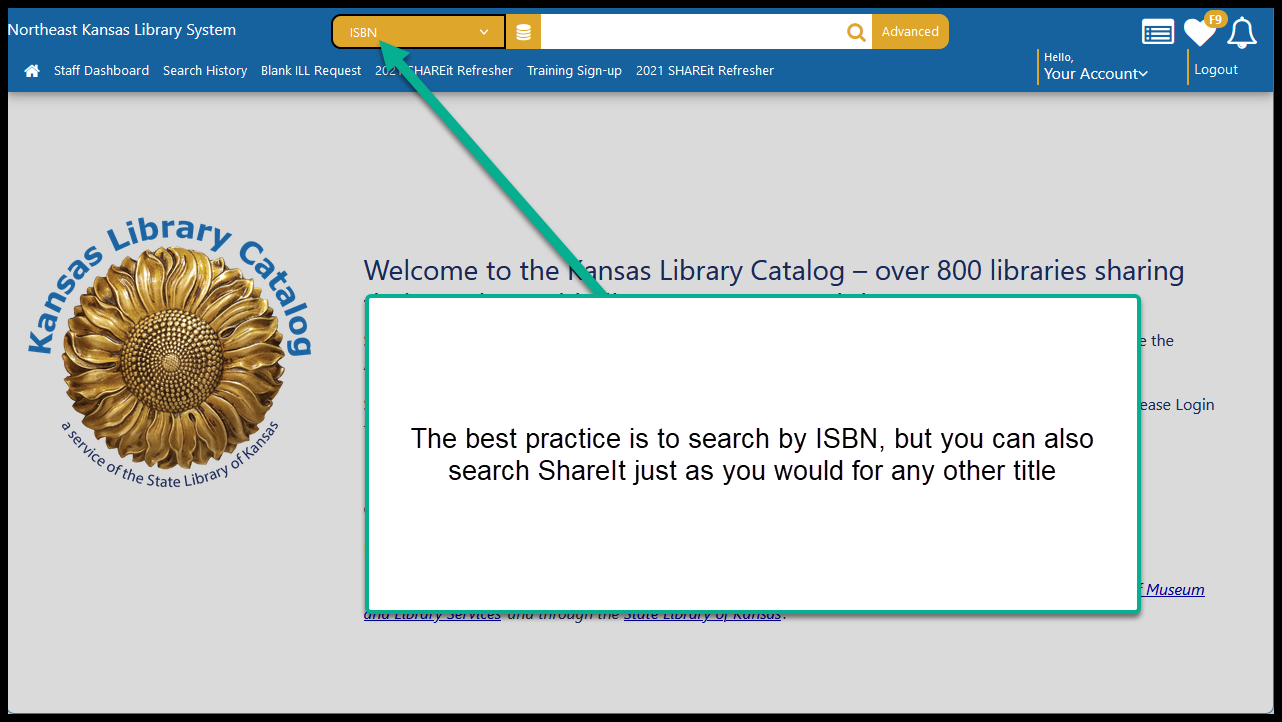 Northeast Kansas Library System
ISBN
Advanced
F9
Staff Dashboard Search History Blank ILL Request 2021 SHAREit Refresher Training Sign-up 2021 SHAREit Refresher
Hello,
Your Account
Logout
Kansas Library Catalog
a service of the State Library of Kansas
Welcome to the Kansas Library Catalog – over 800 libraries sharing
the
The best practice is to search by ISBN, but you can also
search ShareIt just as you would for any other title
Login
Museum
and Library Services and through the State Library of Kansas.